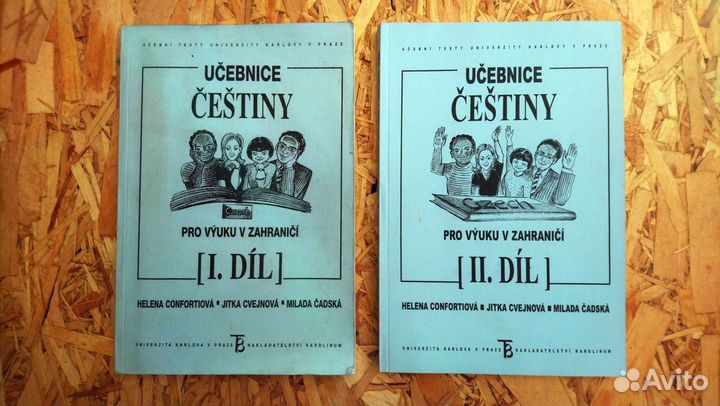 UČEBNÍ TEXTY UNIVERZITY KARLOVY V PRAZE
UČEBNICE
ČEŠTINY
Czech
PRO VÝUKU V ZAHRANIČÍ
[ I. DÍL ]
HELENA CONFORTIOVÁ ■ JITKA CVEJNOVÁ ■ MILADA ČADSKÁ
UNIVERZITA KARLOVA V PRAZE NAKLADATELSTVÍ KAROLINUM
UČEBNÍ TEXTY UNIVERZITY KARLOVY V PRAZE
UČEBNICE
ČEŠTINY
Czech
PRO VÝUKU V ZAHRANIČÍ
[ II. DÍL ]
HELENA CONFORTIOVÁ ■ JITKA CVEJNOVÁ ■ MILADA ČADSKÁ
UNIVERZITA KARLOVA V PRAZE NAKLADATELSTVÍ KAROLINUM
Avito